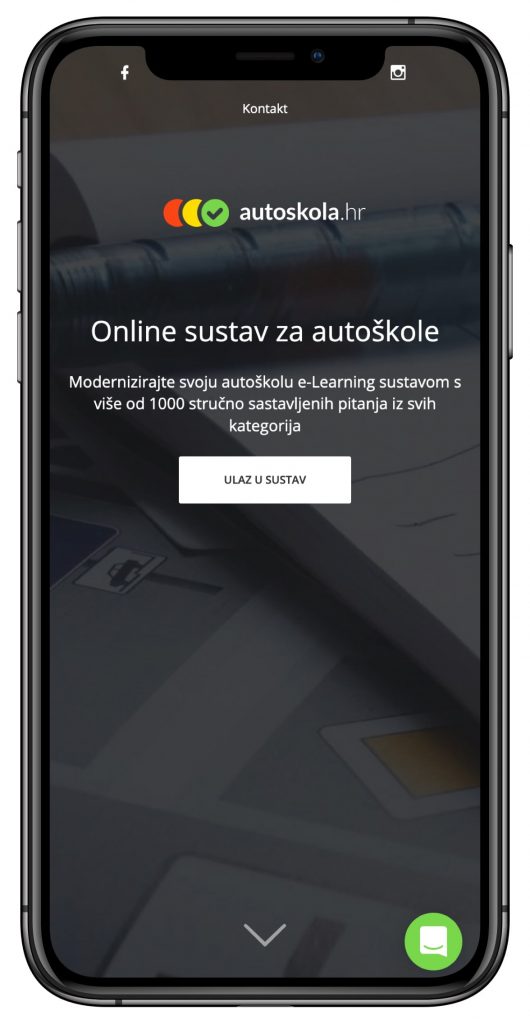 Kontakt
autoskola.hr
Online sustav za autoškole
Modernizirajte svoju autoškolu e-Learning sustavom s
više od 1000 stručno sastavljenih pitanja iz svih
kategorija
ULAZ U SUSTAV